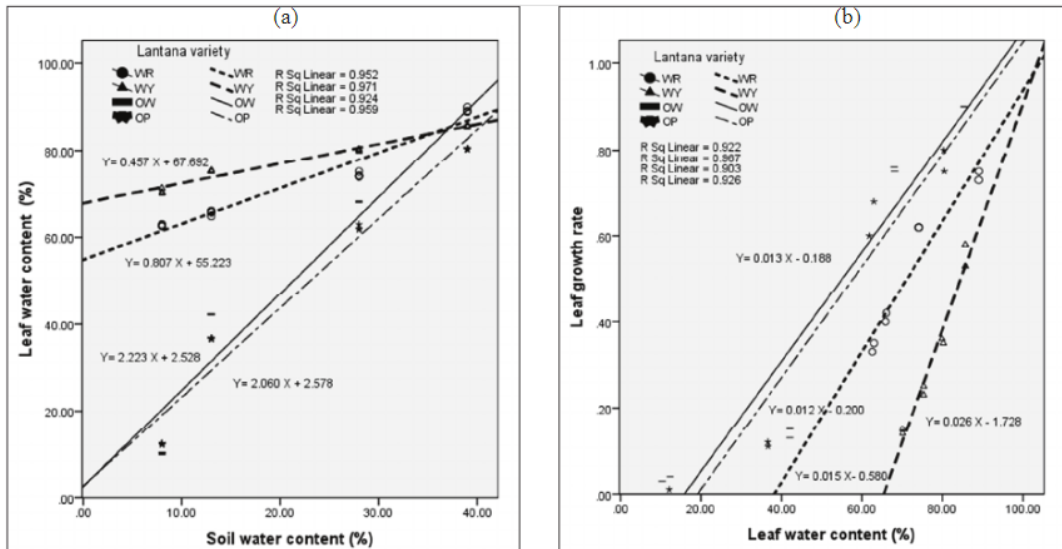 (a)
Lantana variety
WR WR
WY WY
OW OW
OP OP
R Sq Linear = 0.952
R Sq Linear = 0.971
R Sq Linear = 0.924
R Sq Linear = 0.959
Y= 0.457 X + 67.682
Y= 0.807 X + 55.223
Y= 2.223 X + 2.528
Y= 2.060 X + 2.578
100.00
80.00
60.00
40.00
20.00
.00
Leaf water content (%)
.00 10.00 20.00 30.00 40.00
Soil water content (%)
(b)
Lantana variety
WR WR
WY WY
OW OW
OP OP
R Sq Linear = 0.922
R Sq Linear = 0.867
R Sq Linear = 0.903
R Sq Linear = 0.926
Y= 0.013 X - 0.188
Y= 0.012 X - 0.200
Y= 0.026 X - 1.728
Y= 0.015 X - 0.580
1.00
.80
.60
.40
.20
.00
Leaf growth rate
.00 20.00 40.00 60.00 80.00 100.00
Leaf water content (%)